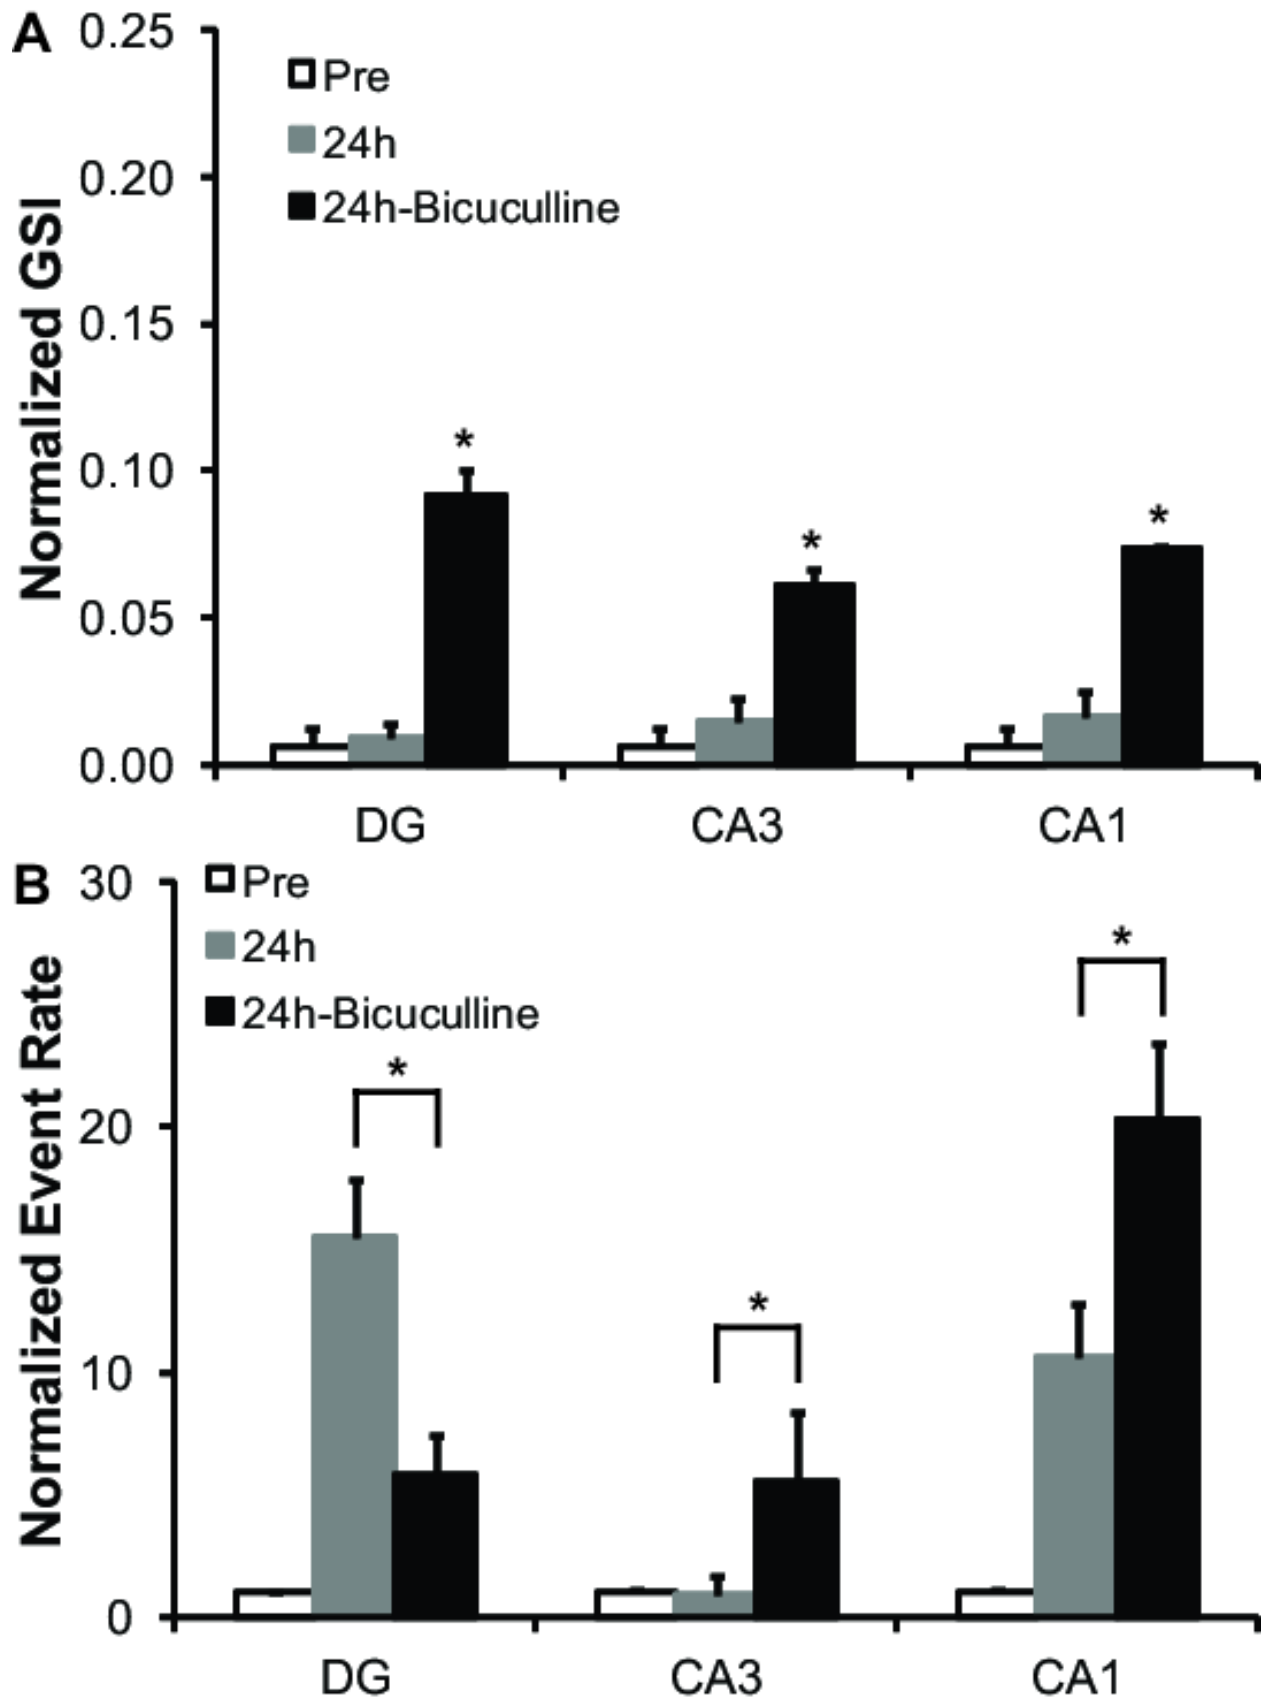 A
0.25
Pre
24h
0.20
24h-Bicuculline
0.15
Normalized GSI
*
0.10
*
*
0.05
0.00
DG CA3 CA1
B
30
Pre
24h
*
24h-Bicuculline
*
20
Normalized Event Rate
*
10
0
DG CA3 CA1